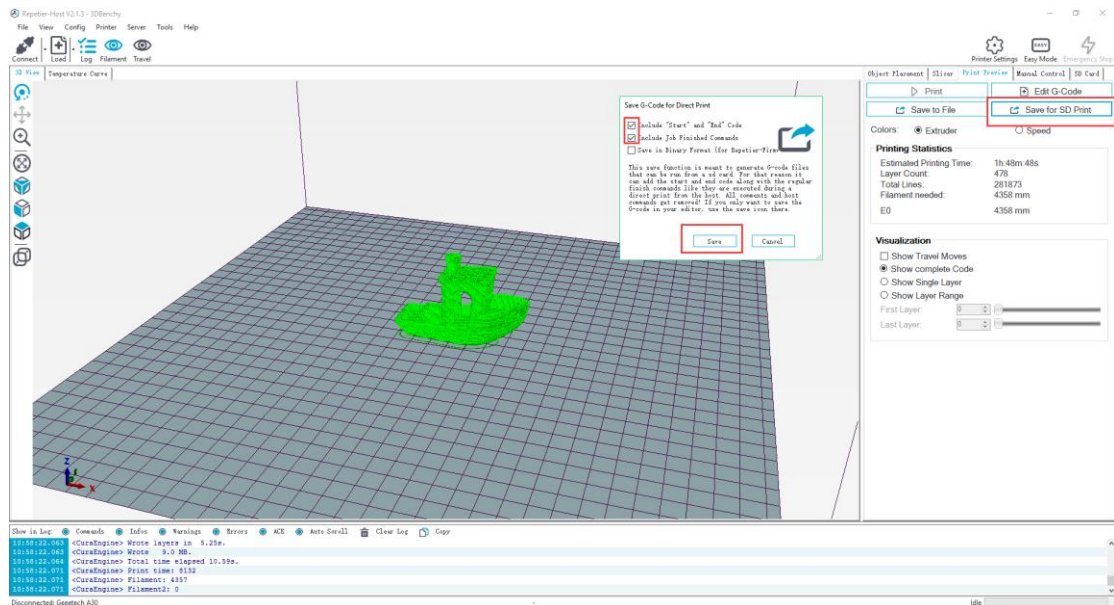 Repetier-Host V2.1.3 - 3DBenchy
File View Config Printer Server Tools Help
Connect Load Log Filament Travel
Printer Settings EASY Easy Mode Emergency Stop
3D View Temperature Curve
Object Placement Slicer Print Preview Manual Control SD Card
Print Edit G-Code
Save to File Save for SD Print
Colors: Extruder Speed
Printing Statistics
Estimated Printing Time: 1h:48m:48s
Layer Count: 478
Total Lines: 281873
Filament needed: 4358 mm
E0 4358 mm
Visualization
Show Travel Moves
Show complete Code
Show Single Layer
Show Layer Range
First Layer: 0
Last Layer: 0
Save G-Code for Direct Print
Include "Start" and "End" Code
Include Job Finished Commands
Save in Binary Format (for Repetier-Firm
This save function is meant to generate G-code files
that can be run from a sd card. For that reason it
can add the start and end code along with the regular
finish commands like they are executed during a
direct print from the host. All comments and host
commands get removed! If you only want to save the
G-code in your editor, use the save icon there.
Save Cancel
Z
X
Show in Log: Commands Infos Warnings Errors ACK Auto Scroll Clear Log Copy
10:58:22.063 <CuraEngine> Wrote layers in 5.25s.
10:58:22.063 <CuraEngine> Wrote 9.0 MB.
10:58:22.064 <CuraEngine> Total time elapsed 10.59s.
10:58:22.071 <CuraEngine> Print time: 8132
10:58:22.071 <CuraEngine> Filament: 4357
10:58:22.071 <CuraEngine> Filament2: 0
Disconnected: Geeetech A30 - Idle